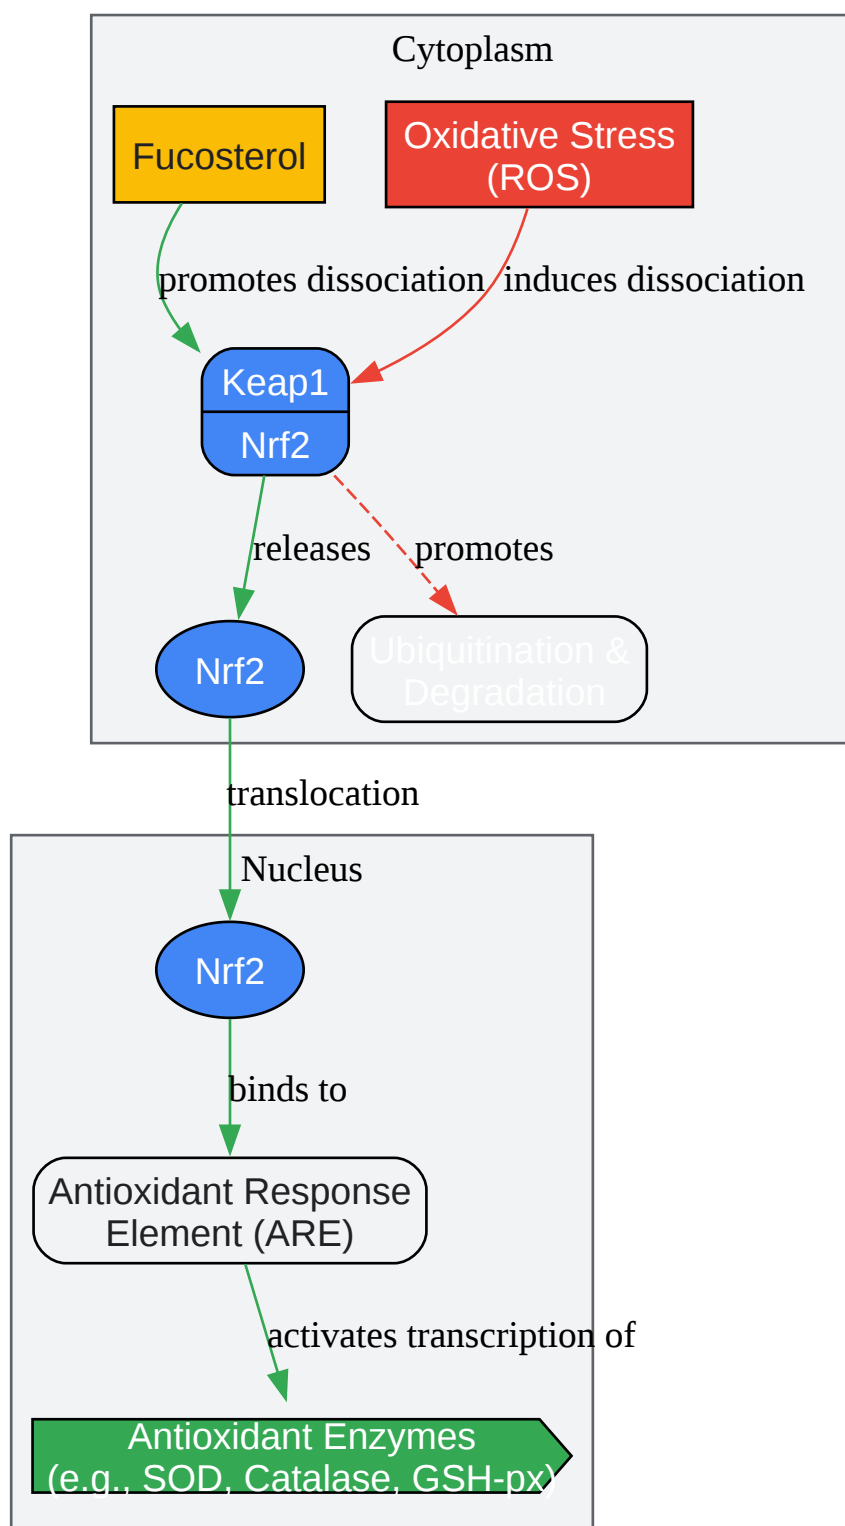 Cytoplasm
Fucosterol
Oxidative Stress
(ROS)
promotes dissociation
induces dissociation
Keap1
Nrf2
releases
promotes
Nrf2
Ubiquitination &
Degradation
translocation
Nucleus
Nrf2
binds to
Antioxidant Response
Element (ARE)
activates transcription of
Antioxidant Enzymes
(e.g., SOD, Catalase, GSH-px)